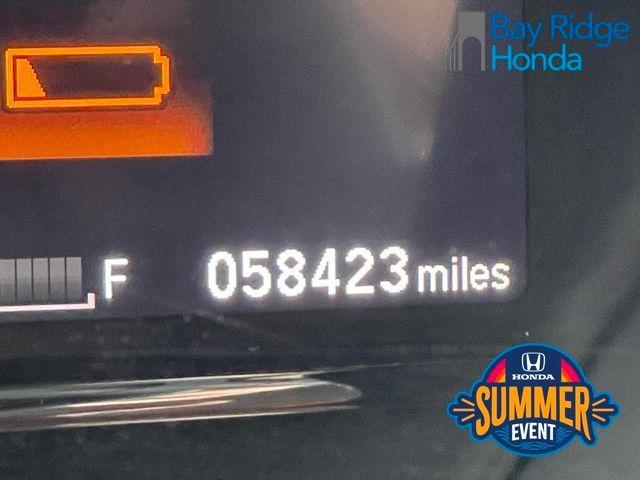 Bay Ridge
Honda
F 058423 miles
HONDA
SUMMER
EVENT